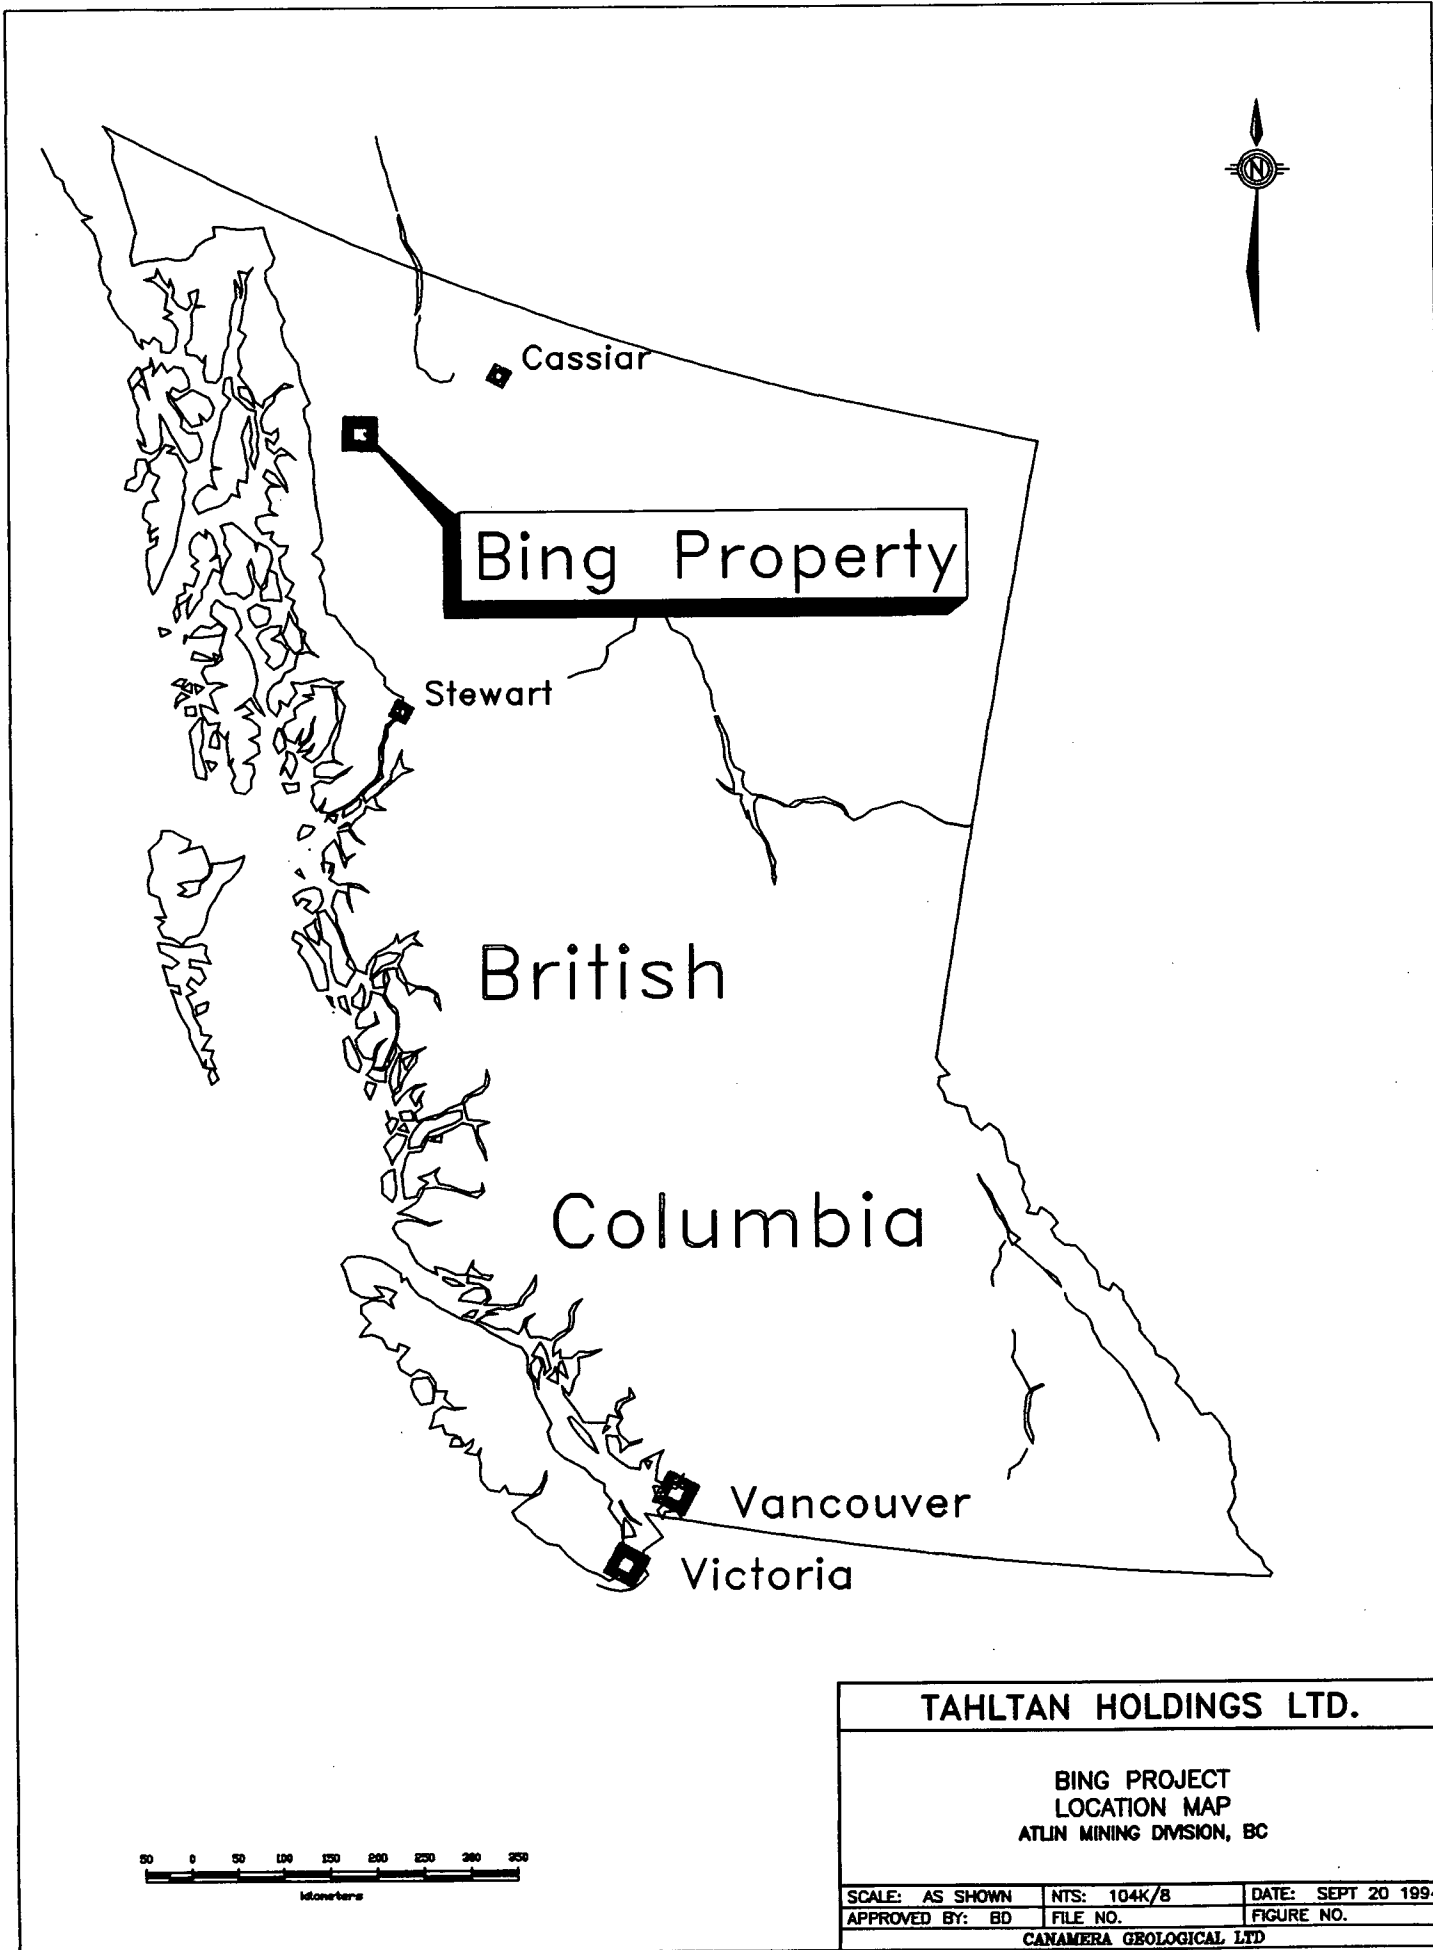 N
Cassiar
Bing Property
Stewart
British
Columbia
Vancouver
Victoria
TAHLTAN HOLDINGS LTD.
BING PROJECT
LOCATION MAP
ATLIN MINING DIVISION, BC
50 0 50 100 150 200 250 300 350
kilometers
SCALE: AS SHOWN NTS: 104K/8 DATE: SEPT 20 199
APPROVED BY: BD FILE NO. FIGURE NO.
CANAMERA GEOLOGICAL LTD